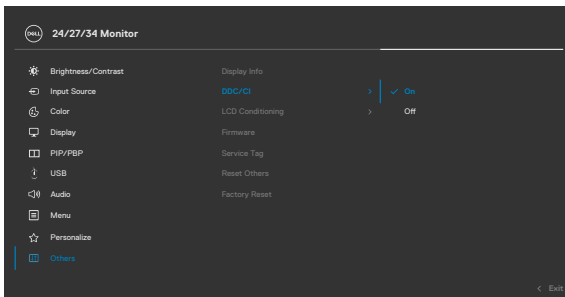 DELL 24/27/34 Monitor
Brightness/Contrast Display Info
Input Source DDC/CI > On
Color LCD Conditioning > Off
Display Firmware
PIP/PBP Service Tag
USB Reset Others
Audio Factory Reset
Menu
Personalize
Others
< Exit